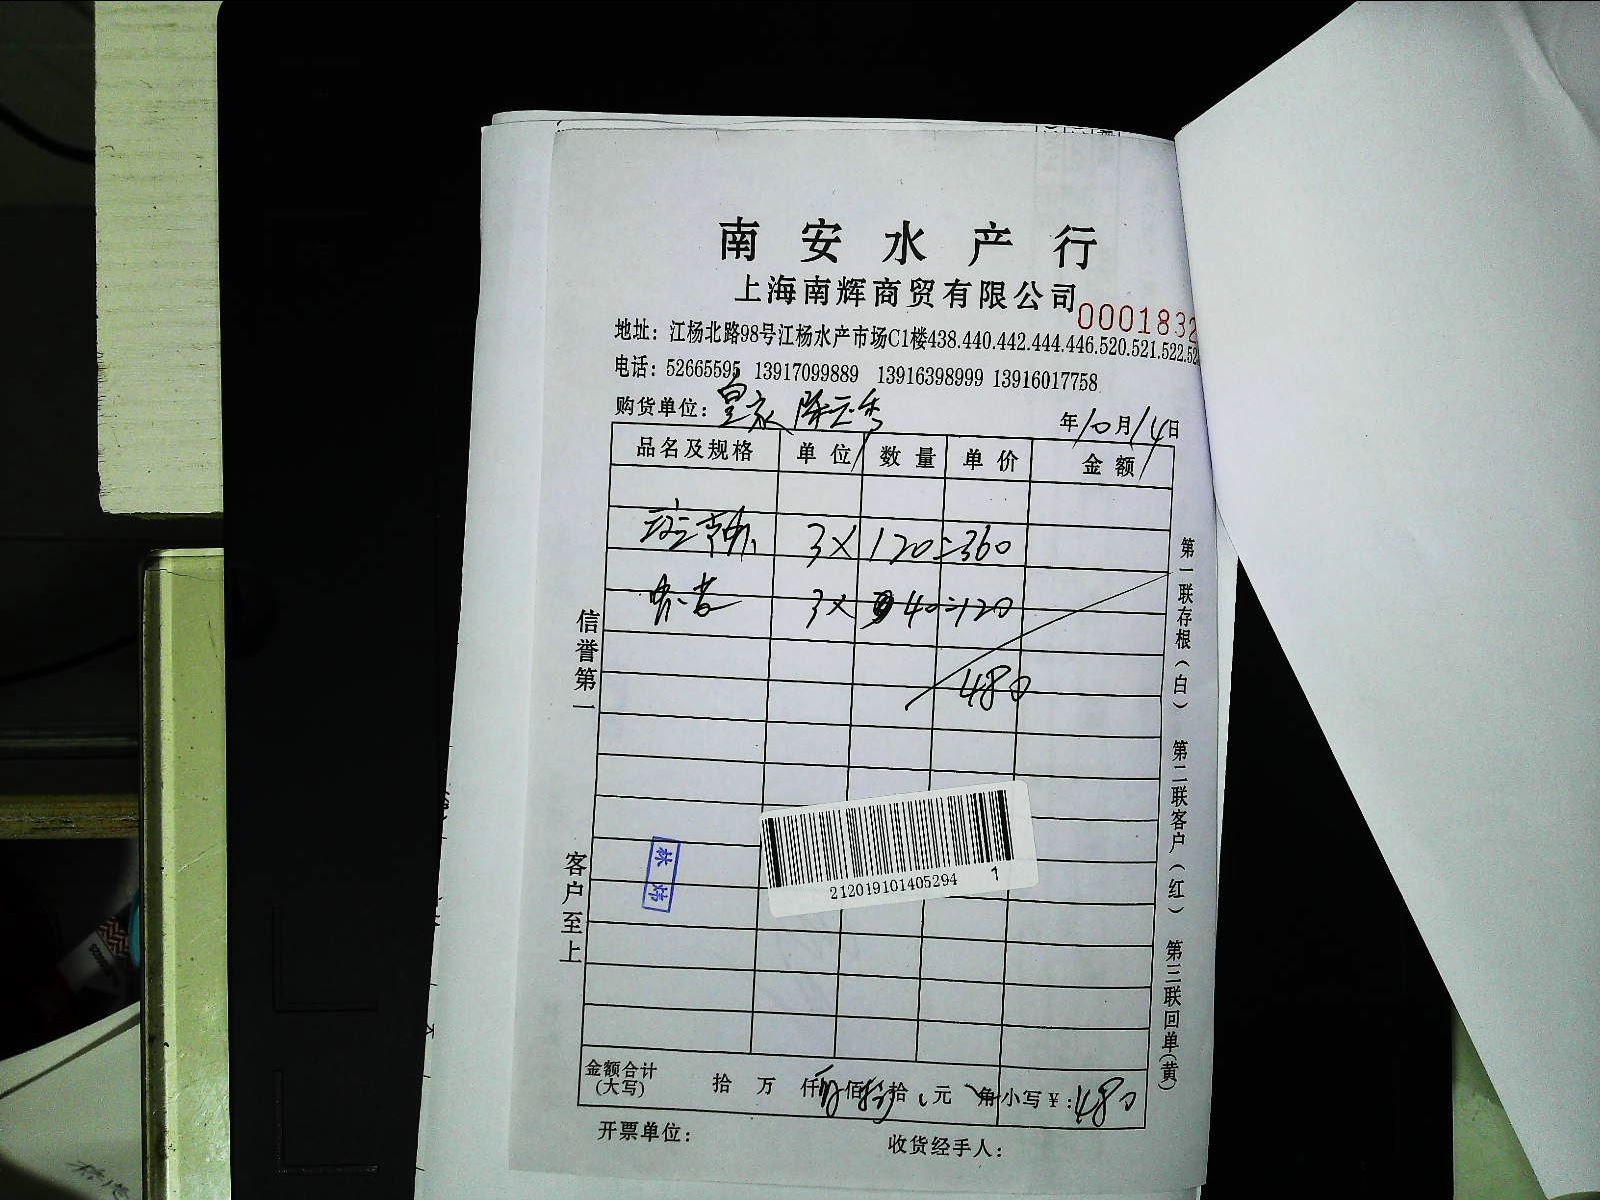 南安水产行
上海南辉商贸有限公司
0001832
地址：江杨北路98号江杨水产市场C1楼438.440.442.444.446.520.521.522.52
电话：52665595 13917099889 13916398999 13916017758
购货单位：皇家 陈云秀
年10月14日
品名及规格 单位 数量 单价 金额
3× 120=360
3× 40=120
480
信誉第一
客户至上
第一联存根（白） 第二联客户（红） 第三联回单（黄）
212019101405294 1
金额合计（大写） 拾 万 仟 佰 拾 元 角 小写￥：480
开票单位： 收货经手人：